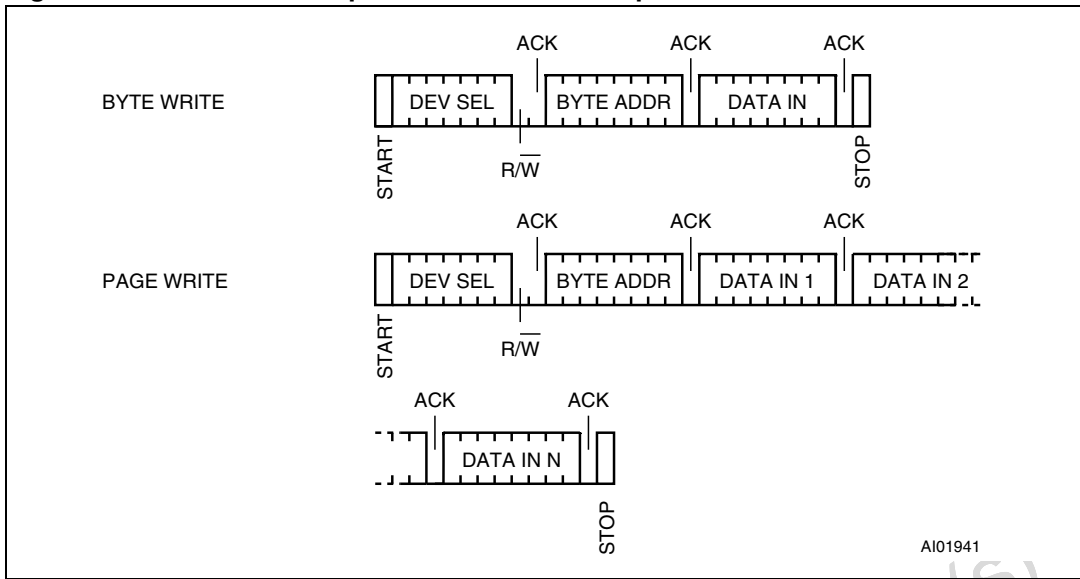 ACK ACK ACK
BYTE WRITE DEV SEL BYTE ADDR DATA IN
START R/W STOP
ACK ACK ACK
PAGE WRITE DEV SEL BYTE ADDR DATA IN 1 DATA IN 2
START R/W
ACK ACK
DATA IN N
STOP
AI01941